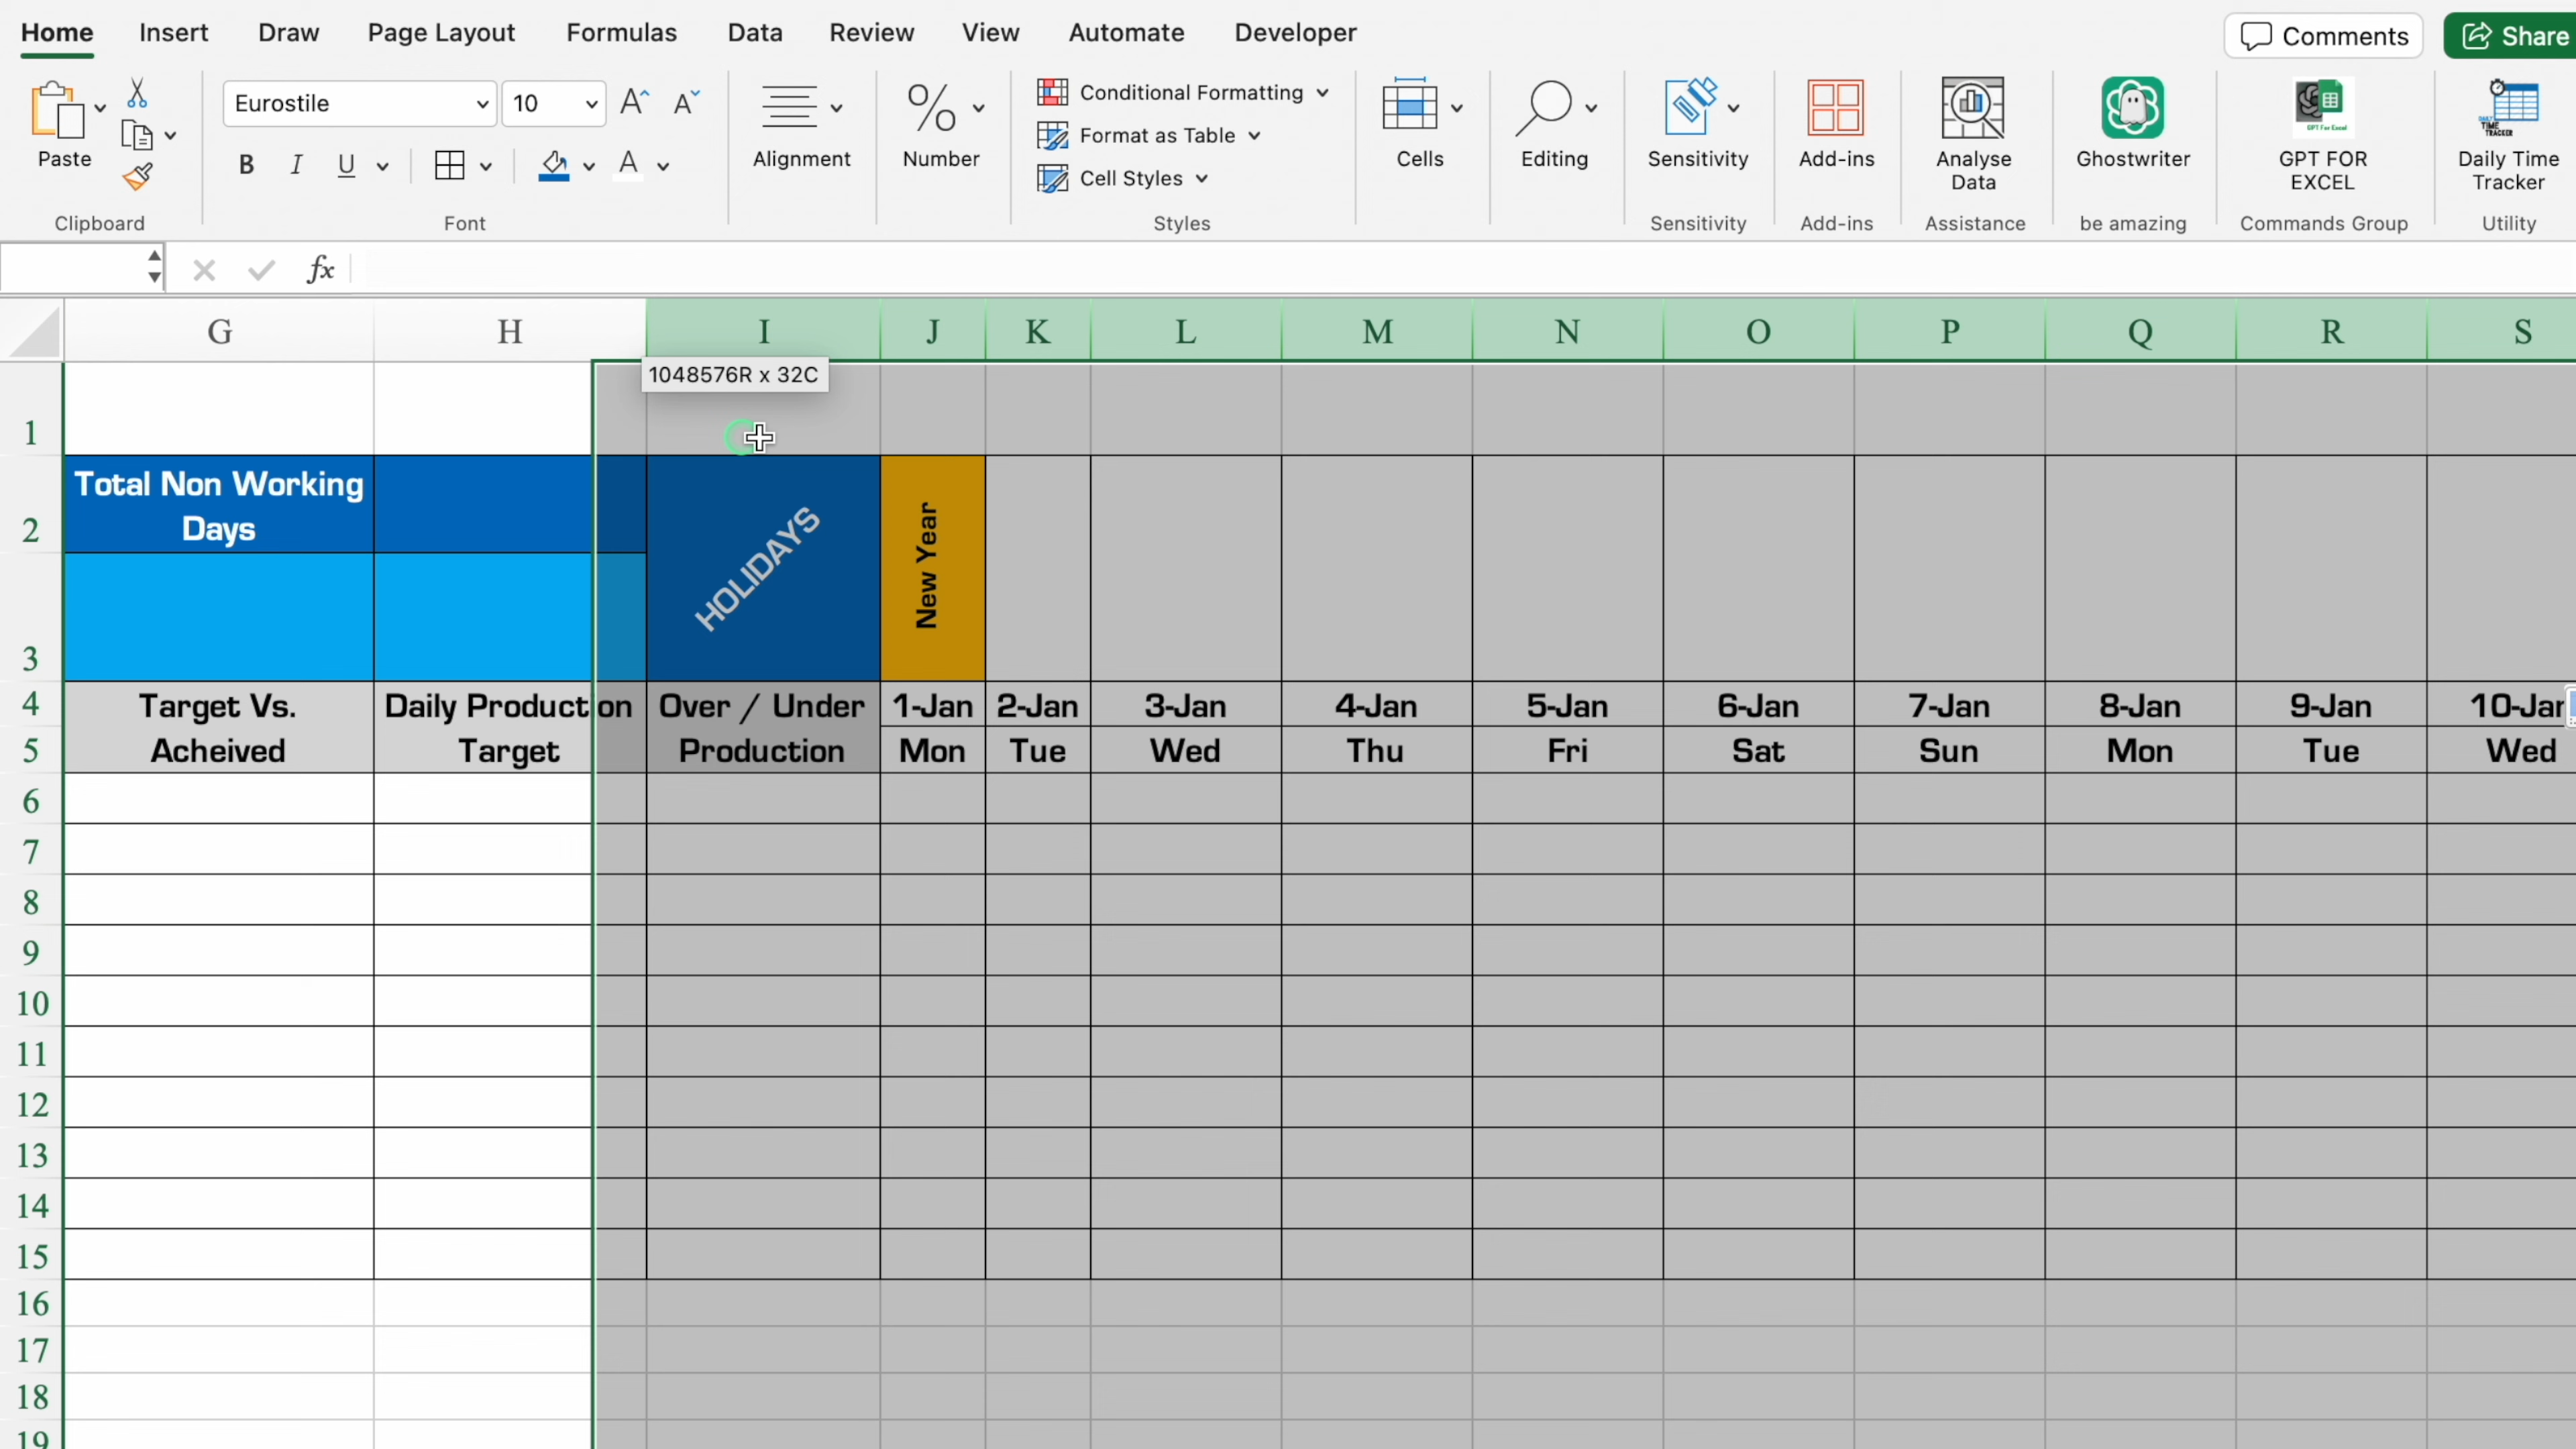 Home Insert Draw Page Layout Formulas Data Review View Automate Developer Comments Share
Eurostile 10
Conditional Formatting
Format as Table
Cell Styles
Paste B I U A Alignment Number Cells Editing Sensitivity Add-ins Analyse Data Ghostwriter GPT FOR EXCEL Daily Time Tracker
Clipboard Font Styles Sensitivity Add-ins Assistance be amazing Commands Group Utility
fx
G H I J K L M N O P Q R S
1048576R x 32C
1
2 Total Non Working
Days
HOLIDAYS
New Year
3
4 Target Vs. Daily Production Over / Under 1-Jan 2-Jan 3-Jan 4-Jan 5-Jan 6-Jan 7-Jan 8-Jan 9-Jan 10-Jan
5 Acheived Target Production Mon Tue Wed Thu Fri Sat Sun Mon Tue Wed
6
7
8
9
10
11
12
13
14
15
16
17
18
19